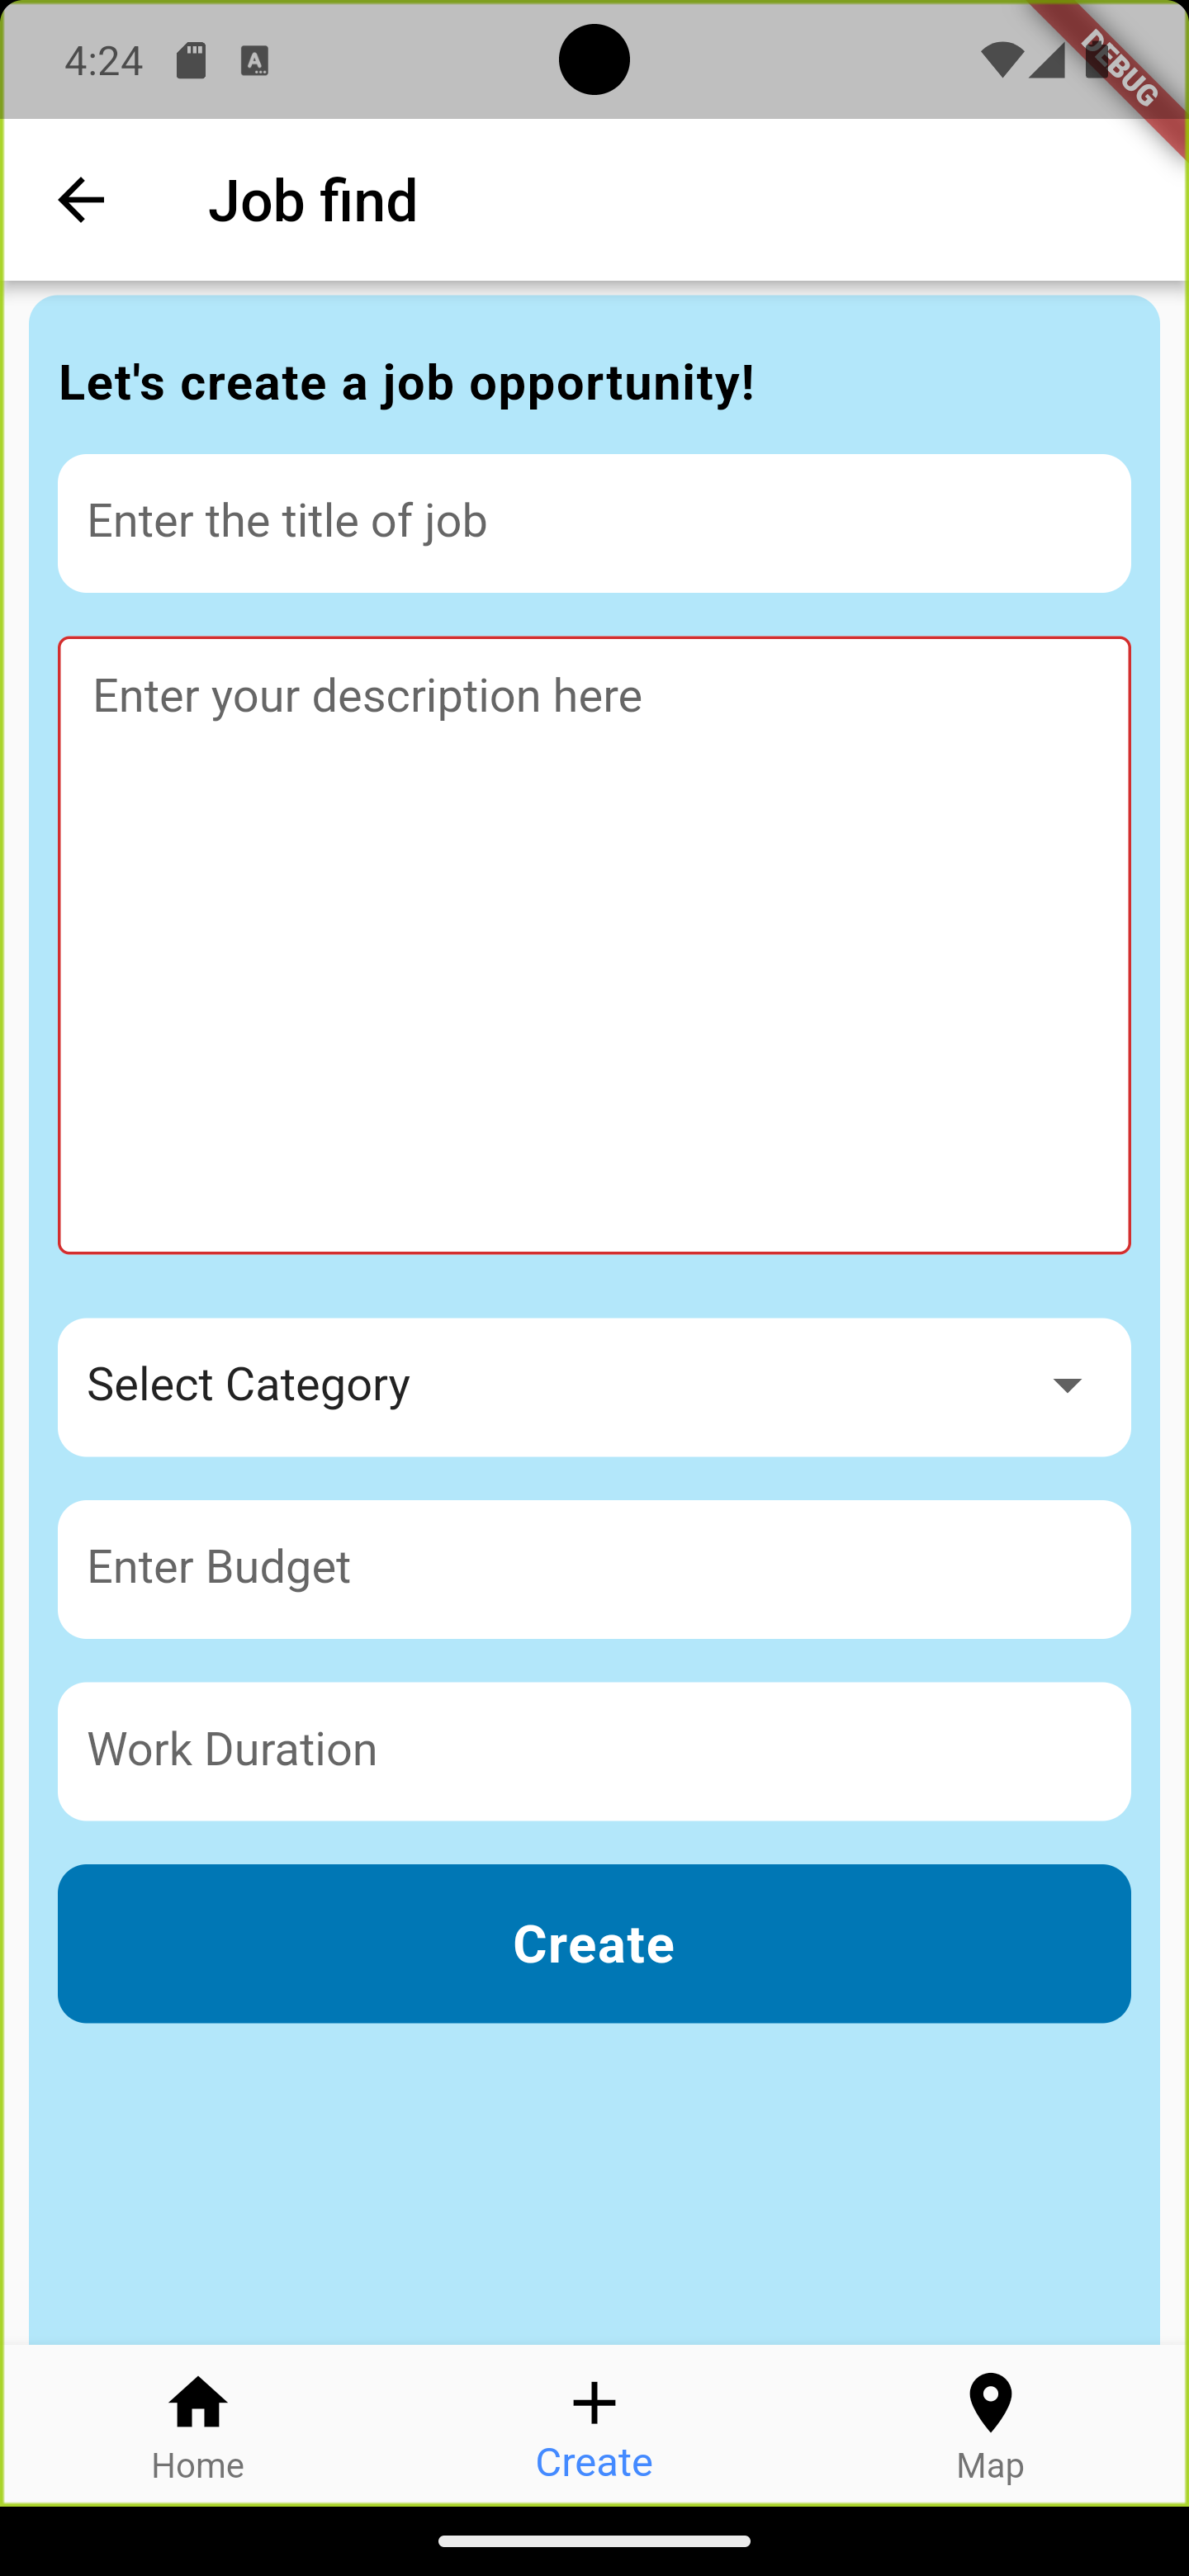 4:24
DEBUG
Job find
Let's create a job opportunity!
Enter the title of job
Enter your description here
Select Category
Enter Budget
Work Duration
Create
Home
Create
Map